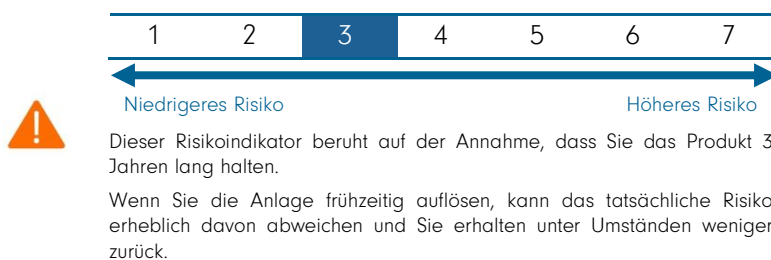 1 2 3 4 5 6 7
Niedrigeres Risiko Höheres Risiko
Dieser Risikoindikator beruht auf der Annahme, dass Sie das Produkt 3
Jahren lang halten.
Wenn Sie die Anlage frühzeitig auflösen, kann das tatsächliche Risiko
erheblich davon abweichen und Sie erhalten unter Umständen weniger
zurück.